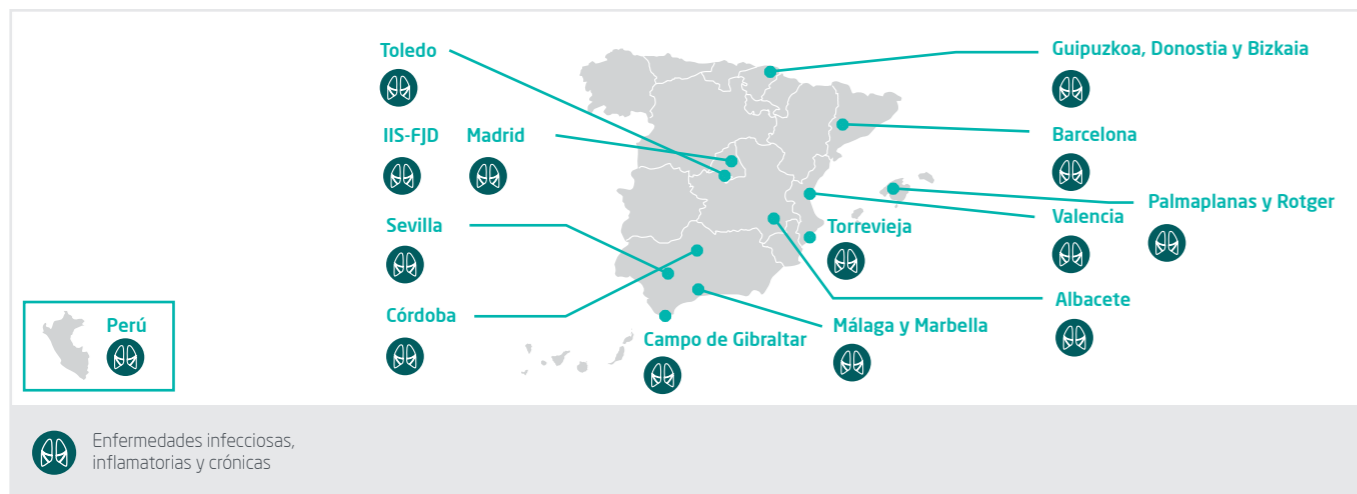 Toledo
Guipuzkoa, Donostia y Bizkaia
IIS-FJD
Madrid
Barcelona
Palmaplanas y Rotger
Sevilla
Torrevieja
Valencia
Albacete
Córdoba
Perú
Campo de Gibraltar
Málaga y Marbella
Enfermedades infecciosas,
inflamatorias y crónicas